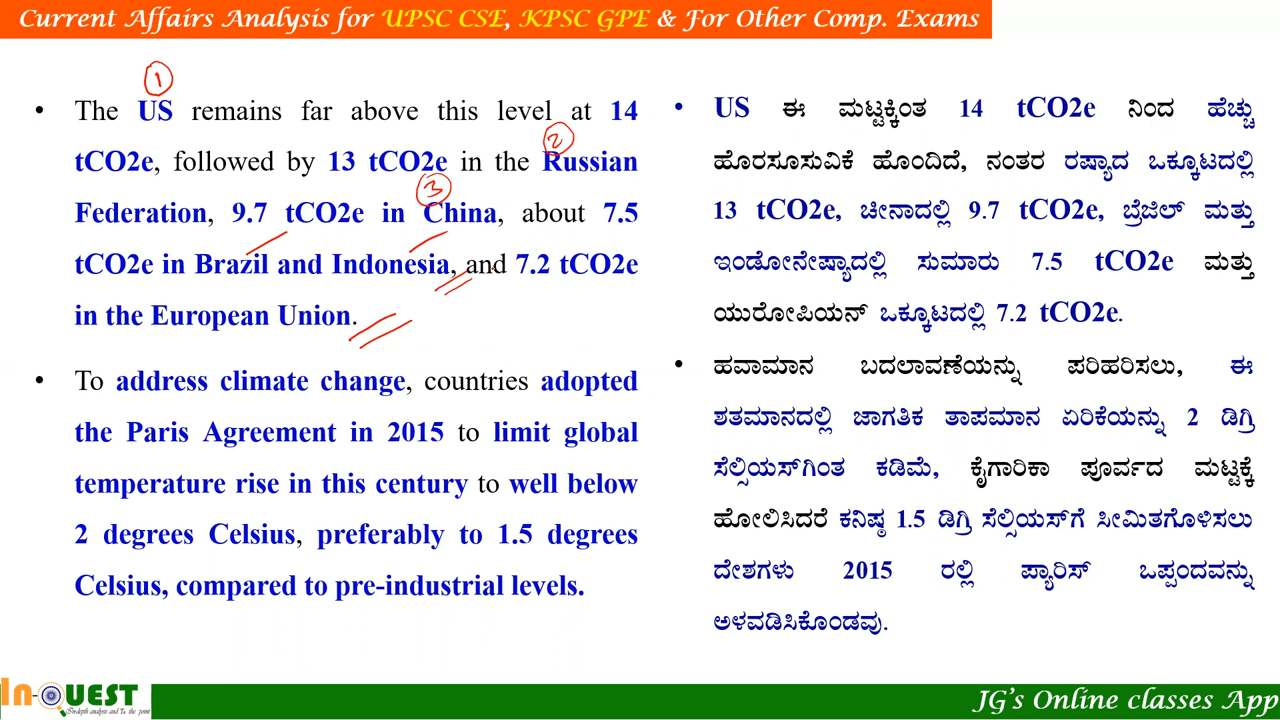 Current Affairs Analysis for UPSC CSE, KPSC GPE & For Other Comp. Exams
1
• The US remains far above this level at 14
2
tCO2e, followed by 13 tCO2e in the Russian
3
Federation, 9.7 tCO2e in China, about 7.5
tCO2e in Brazil and Indonesia, and 7.2 tCO2e
in the European Union.
• To address climate change, countries adopted
the Paris Agreement in 2015 to limit global
temperature rise in this century to well below
2 degrees Celsius, preferably to 1.5 degrees
Celsius, compared to pre-industrial levels.
• US ಈ ಮಟ್ಟಕ್ಕಿಂತ 14 tCO2e ನಿಂದ ಹೆಚ್ಚು
ಹೊರಸೂಸುವಿಕೆ ಹೊಂದಿದೆ, ನಂತರ ರಷ್ಯಾದ ಒಕ್ಕೂಟದಲ್ಲಿ
13 tCO2e, ಚೀನಾದಲ್ಲಿ 9.7 tCO2e, ಬ್ರೆಜಿಲ್ ಮತ್ತು
ಇಂಡೋನೇಷ್ಯಾದಲ್ಲಿ ಸುಮಾರು 7.5 tCO2e ಮತ್ತು
ಯುರೋಪಿಯನ್ ಒಕ್ಕೂಟದಲ್ಲಿ 7.2 tCO2e.
• ಹವಾಮಾನ ಬದಲಾವಣೆಯನ್ನು ಪರಿಹರಿಸಲು, ಈ
ಶತಮಾನದಲ್ಲಿ ಜಾಗತಿಕ ತಾಪಮಾನ ಏರಿಕೆಯನ್ನು 2 ಡಿಗ್ರಿ
ಸೆಲ್ಸಿಯಸ್‌ಗಿಂತ ಕಡಿಮೆ, ಕೈಗಾರಿಕಾ ಪೂರ್ವದ ಮಟ್ಟಕ್ಕೆ
ಹೋಲಿಸಿದರೆ ಕನಿಷ್ಠ 1.5 ಡಿಗ್ರಿ ಸೆಲ್ಸಿಯಸ್‌ಗೆ ಸೀಮಿತಗೊಳಿಸಲು
ದೇಶಗಳು 2015 ರಲ್ಲಿ ಪ್ಯಾರಿಸ್ ಒಪ್ಪಂದವನ್ನು
ಅಳವಡಿಸಿಕೊಂಡವು.
In-QUEST
Indepth analysis and To the point
JG's Online classes App